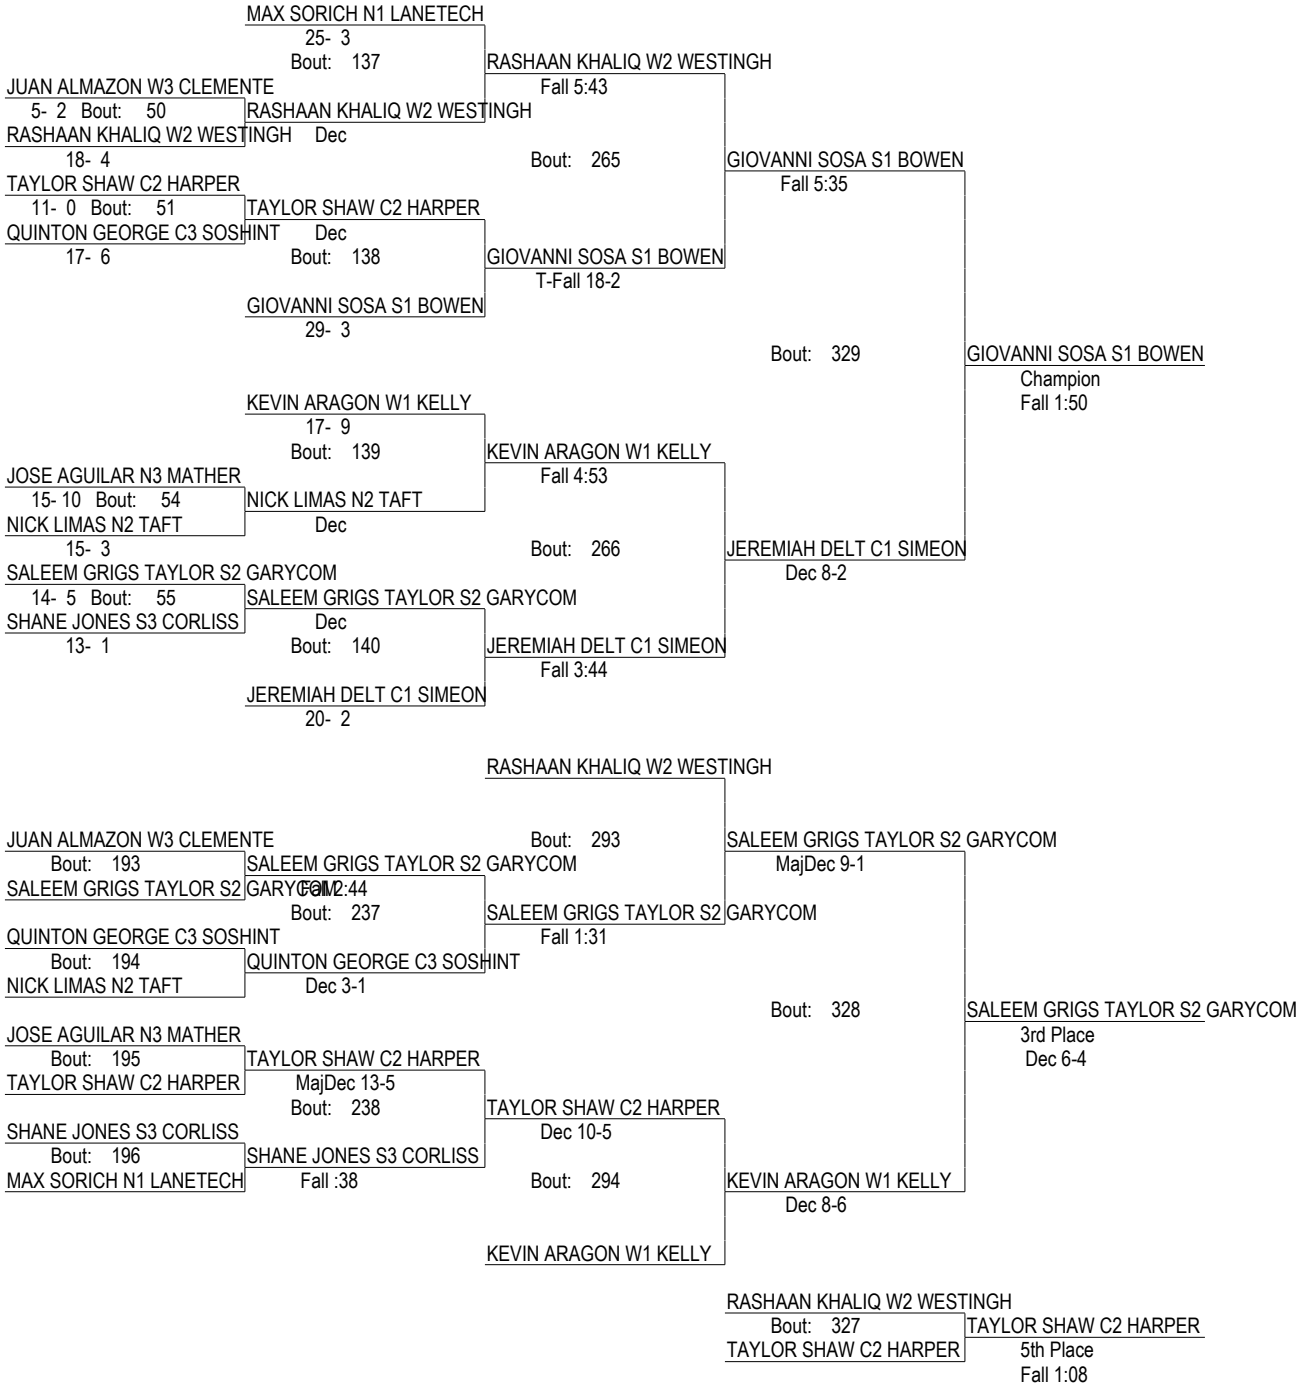 MAX SORICH N1 LANETECH
25- 3
Bout: 137
RASHAAN KHALIQ W2 WESTINGH
JUAN ALMAZON W3 CLEMENTE
Fall 5:43
5- 2 Bout: 50
RASHAAN KHALIQ W2 WESTINGH
RASHAAN KHALIQ W2 WESTINGH
Dec
18- 4
Bout: 265
GIOVANNI SOSA S1 BOWEN
TAYLOR SHAW C2 HARPER
Fall 5:35
11- 0 Bout: 51
TAYLOR SHAW C2 HARPER
QUINTON GEORGE C3 SOSHINT
Dec
17- 6
Bout: 138
GIOVANNI SOSA S1 BOWEN
T-Fall 18-2
GIOVANNI SOSA S1 BOWEN
29- 3
Bout: 329
GIOVANNI SOSA S1 BOWEN
Champion
Fall 1:50
KEVIN ARAGON W1 KELLY
17- 9
Bout: 139
KEVIN ARAGON W1 KELLY
JOSE AGUILAR N3 MATHER
Fall 4:53
15- 10 Bout: 54
NICK LIMAS N2 TAFT
NICK LIMAS N2 TAFT
Dec
15- 3
Bout: 266
JEREMIAH DELT C1 SIMEON
SALEEM GRIGS TAYLOR S2 GARYCOM
Dec 8-2
14- 5 Bout: 55
SALEEM GRIGS TAYLOR S2 GARYCOM
SHANE JONES S3 CORLISS
Dec
13- 1
Bout: 140
JEREMIAH DELT C1 SIMEON
Fall 3:44
JEREMIAH DELT C1 SIMEON
20- 2
RASHAAN KHALIQ W2 WESTINGH
JUAN ALMAZON W3 CLEMENTE
Bout: 293
SALEEM GRIGS TAYLOR S2 GARYCOM
Bout: 193
SALEEM GRIGS TAYLOR S2 GARYCOM
MajDec 9-1
SALEEM GRIGS TAYLOR S2 GARYCOM
Fall 2:44
Bout: 237
SALEEM GRIGS TAYLOR S2 GARYCOM
QUINTON GEORGE C3 SOSHINT
Fall 1:31
Bout: 194
QUINTON GEORGE C3 SOSHINT
NICK LIMAS N2 TAFT
Dec 3-1
Bout: 328
SALEEM GRIGS TAYLOR S2 GARYCOM
JOSE AGUILAR N3 MATHER
3rd Place
Bout: 195
TAYLOR SHAW C2 HARPER
Dec 6-4
TAYLOR SHAW C2 HARPER
MajDec 13-5
Bout: 238
TAYLOR SHAW C2 HARPER
SHANE JONES S3 CORLISS
Dec 10-5
Bout: 196
SHANE JONES S3 CORLISS
MAX SORICH N1 LANETECH
Fall :38
Bout: 294
KEVIN ARAGON W1 KELLY
Dec 8-6
KEVIN ARAGON W1 KELLY
RASHAAN KHALIQ W2 WESTINGH
Bout: 327
TAYLOR SHAW C2 HARPER
TAYLOR SHAW C2 HARPER
5th Place
Fall 1:08